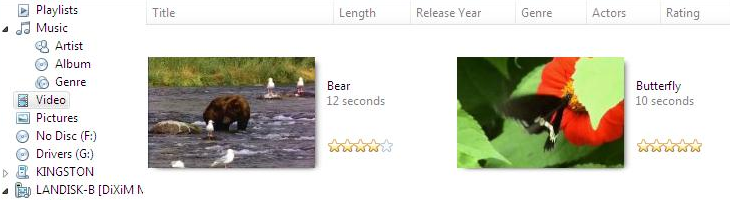 Playlists
Music
Artist
Album
Genre
Video
Pictures
No Disc (F:)
Drivers (G:)
KINGSTON
LANDISK-B [DiXiM M
Title Length Release Year Genre Actors Rating
Bear
12 seconds
Butterfly
10 seconds